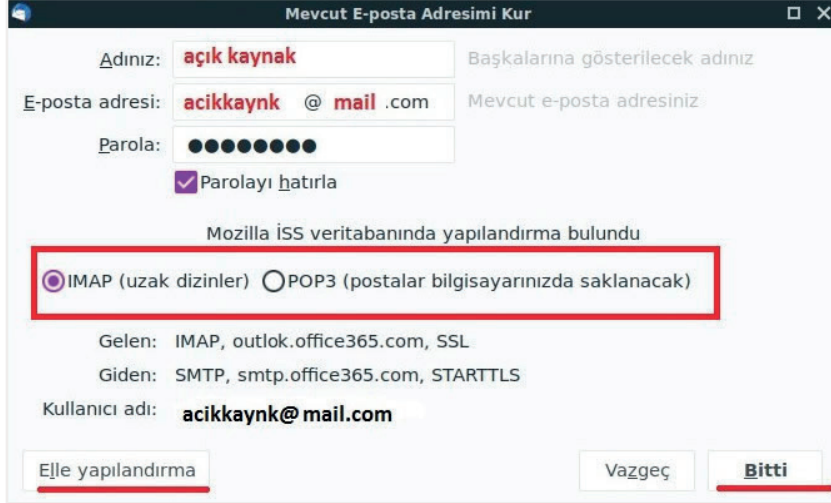 Mevcut E-posta Adresimi Kur
Adınız: açık kaynak Başkalarına gösterilecek adınız
E-posta adresi: acikkaynk @ mail .com Mevcut e-posta adresiniz
Parola: ●●●●●●●●
Parolayı hatırla
Mozilla İSS veritabanında yapılandırma bulundu
IMAP (uzak dizinler) POP3 (postalar bilgisayarınızda saklanacak)
Gelen: IMAP, outlok.office365.com, SSL
Giden: SMTP, smtp.office365.com, STARTTLS
Kullanıcı adı: acikkaynk@mail.com
Elle yapılandırma Vazgeç Bitti